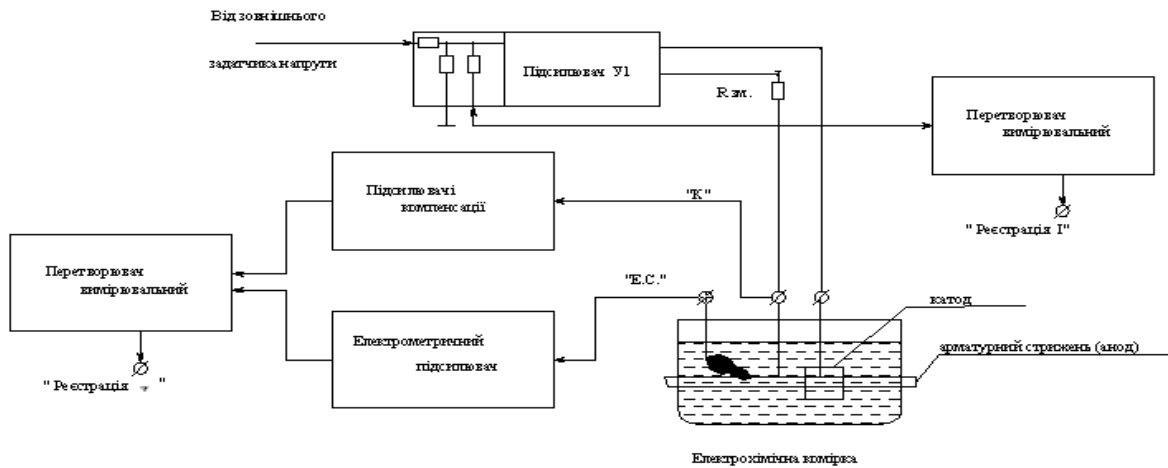 Від зовнішнього
задатчика напруги
Підсилювач У1
R зм.
Перетворювач
вимірювальний
" Реєстрація I"
Підсилювачі
компенсації
"К"
Перетворювач
вимірювальний
"Е.С."
Електрометричний
підсилювач
" Реєстрація "
катод
арматурний стрижень (анод)
Електрохімічна комірка